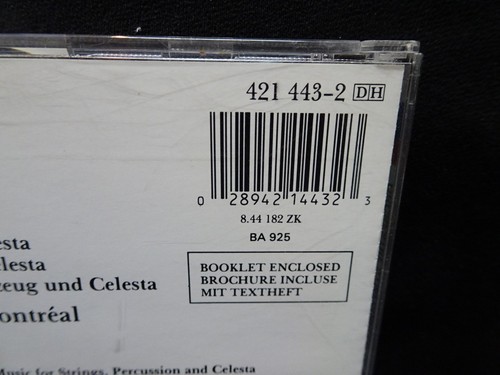 421 443-2 DH
0 28942 14432 3
8.44 182 ZK
BA 925
BOOKLET ENCLOSED
BROCHURE INCLUSE
MIT TEXTHEFT
esta
elesta
zeug und Celesta
ontréal
Music for Strings, Percussion and Celesta